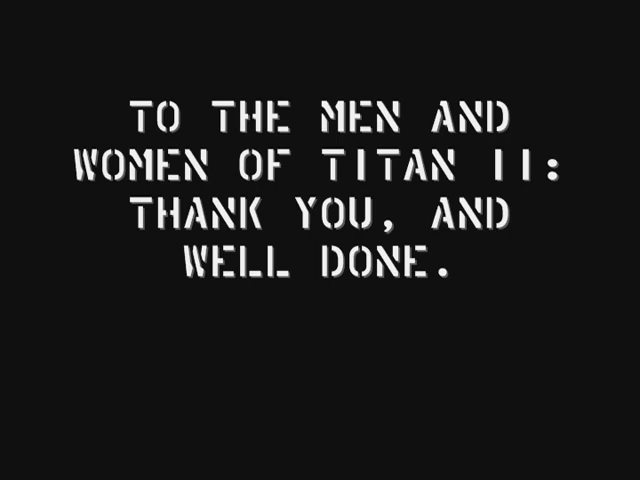 TO THE MEN AND
WOMEN OF TITAN II:
THANK YOU, AND
WELL DONE.